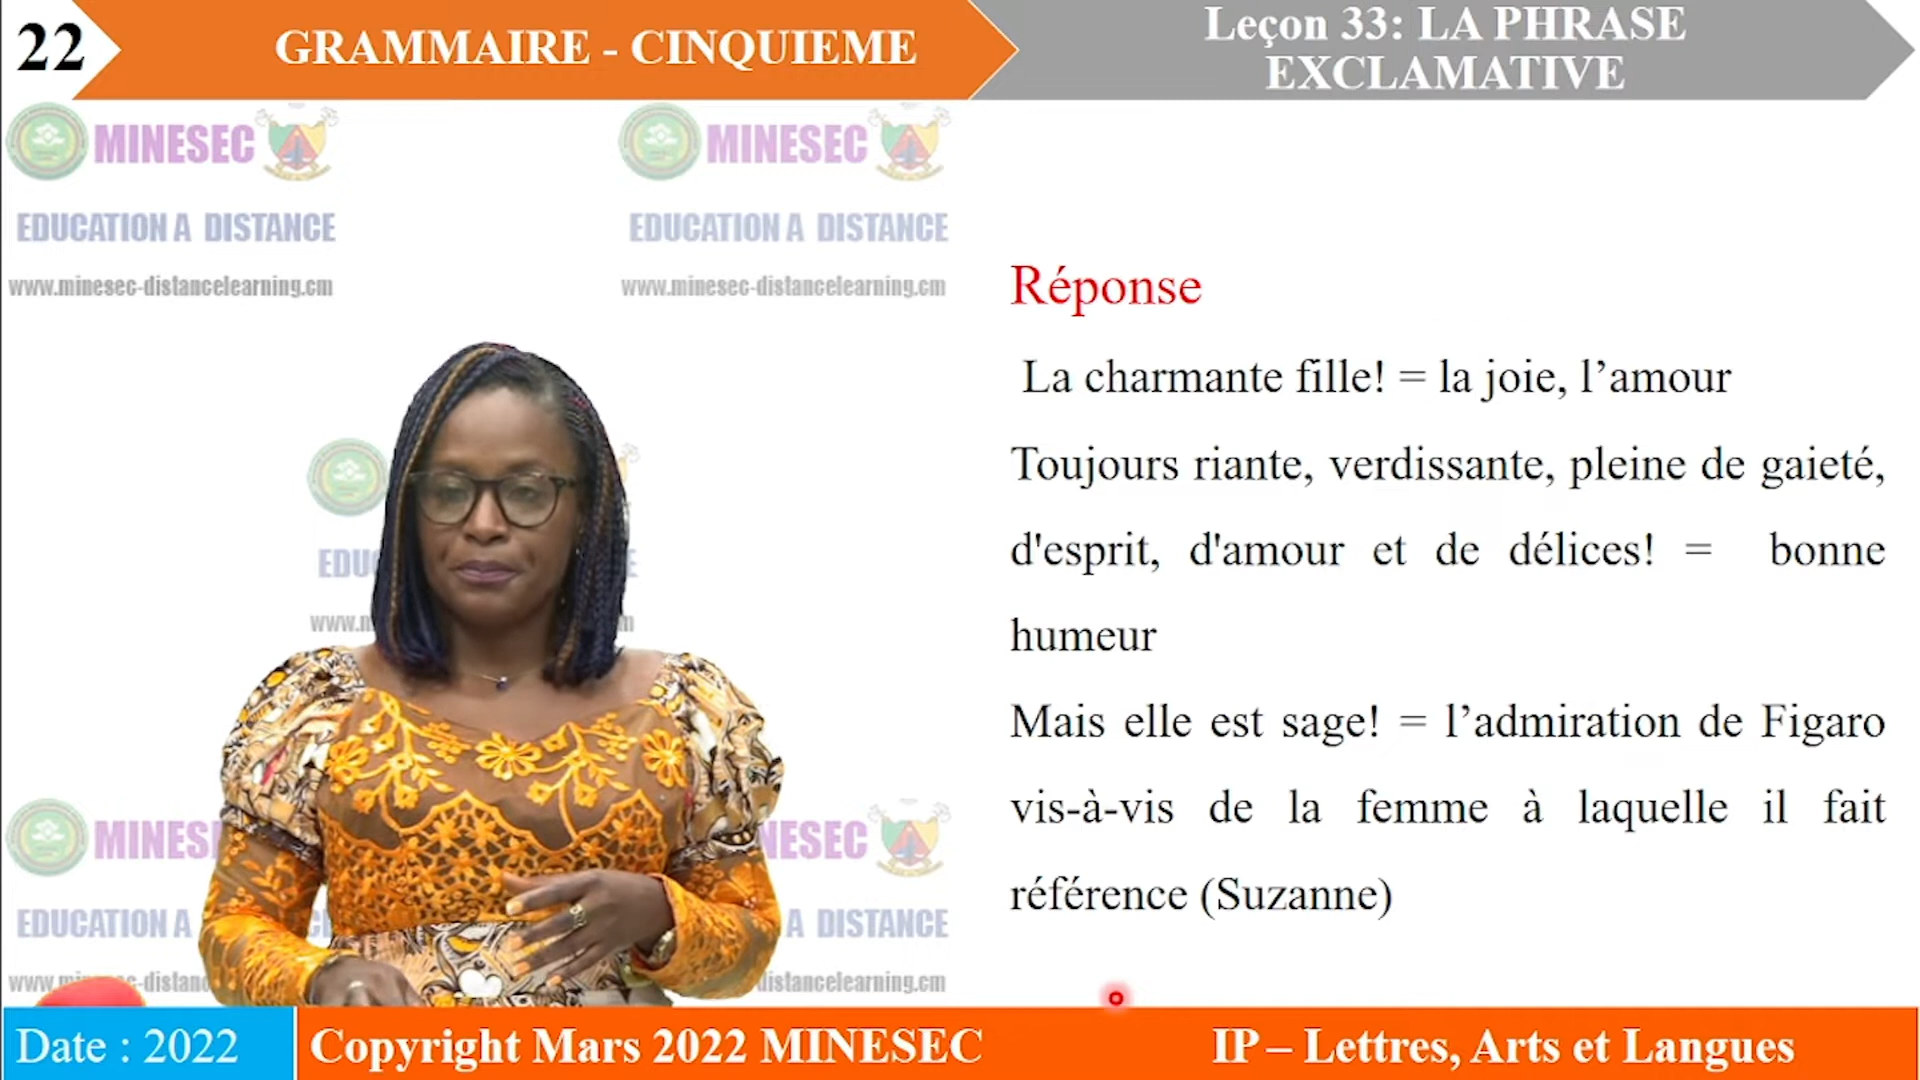 22
GRAMMAIRE - CINQUIEME
Leçon 33: LA PHRASE
EXCLAMATIVE
MINESEC
EDUCATION A DISTANCE
www.minesec-distancelearning.cm
MINESEC
EDUCATION A DISTANCE
www.minesec-distancelearning.cm
Réponse
La charmante fille! = la joie, l’amour
Toujours riante, verdissante, pleine de gaieté,
d'esprit, d'amour et de délices! = bonne
humeur
Mais elle est sage! = l’admiration de Figaro
vis-à-vis de la femme à laquelle il fait
référence (Suzanne)
Date : 2022
Copyright Mars 2022 MINESEC
IP – Lettres, Arts et Langues